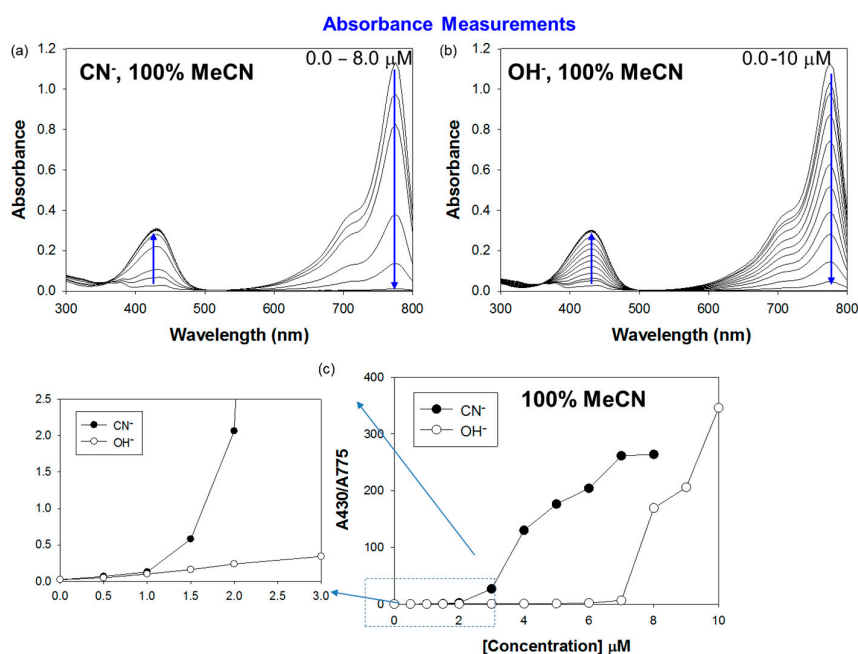 Absorbance Measurements
(a)
CN⁻, 100% MeCN
0.0 – 8.0 μM
1.2
1.0
0.8
0.6
0.4
0.2
0.0
Absorbance
300 400 500 600 700 800
Wavelength (nm)
(b)
OH⁻, 100% MeCN
0.0-10 μM
1.2
1.0
0.8
0.6
0.4
0.2
0.0
Absorbance
300 400 500 600 700 800
Wavelength (nm)
(c)
2.5
2.0
1.5
1.0
0.5
0.0
CN⁻
OH⁻
0.0 0.5 1.0 1.5 2.0 2.5 3.0
400
300
200
100
0
A430/A775
CN⁻
OH⁻
100% MeCN
0 2 4 6 8 10
[Concentration] μM